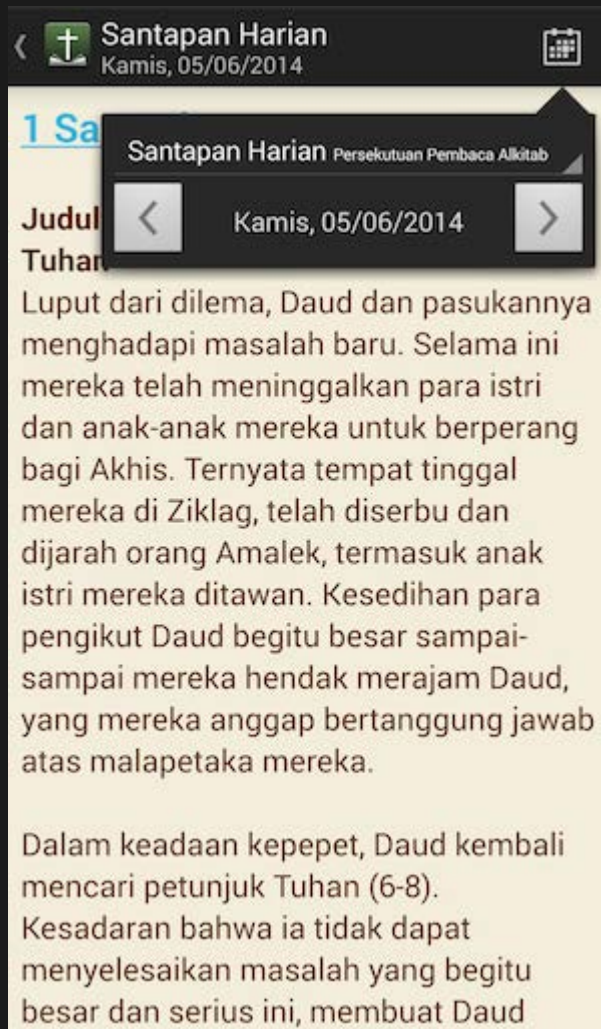 Santapan Harian
Kamis, 05/06/2014
1 Sa
Santapan Harian Persekutuan Pembaca Alkitab
Kamis, 05/06/2014
Judul
Tuhan
Luput dari dilema, Daud dan pasukannya
menghadapi masalah baru. Selama ini
mereka telah meninggalkan para istri
dan anak-anak mereka untuk berperang
bagi Akhis. Ternyata tempat tinggal
mereka di Ziklag, telah diserbu dan
dijarah orang Amalek, termasuk anak
istri mereka ditawan. Kesedihan para
pengikut Daud begitu besar sampai-
sampai mereka hendak merajam Daud,
yang mereka anggap bertanggung jawab
atas malapetaka mereka.
Dalam keadaan kepepet, Daud kembali
mencari petunjuk Tuhan (6-8).
Kesadaran bahwa ia tidak dapat
menyelesaikan masalah yang begitu
besar dan serius ini, membuat Daud